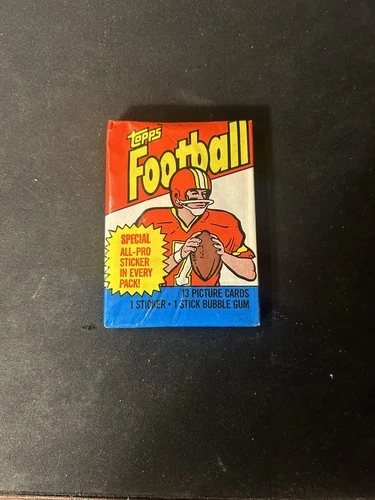 topps
Football
SPECIAL
ALL-PRO
STICKER
IN EVERY
PACK!
13 PICTURE CARDS
1 STICKER • 1 STICK BUBBLE GUM